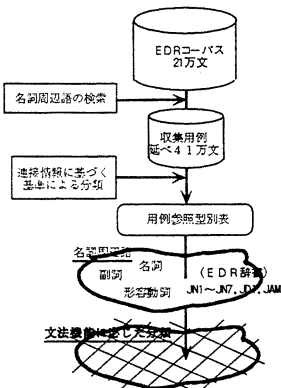 EDRコーパス
21万文
名詞周辺語の検索
収集用例
延べ41万文
連接情報に基づく
基準による分類
用例参照型別表
名詞周辺語
名詞
副詞
(EDR辞書)
形容動詞 JN1~JN7,JD1,JAM
文法機能に応じた分類